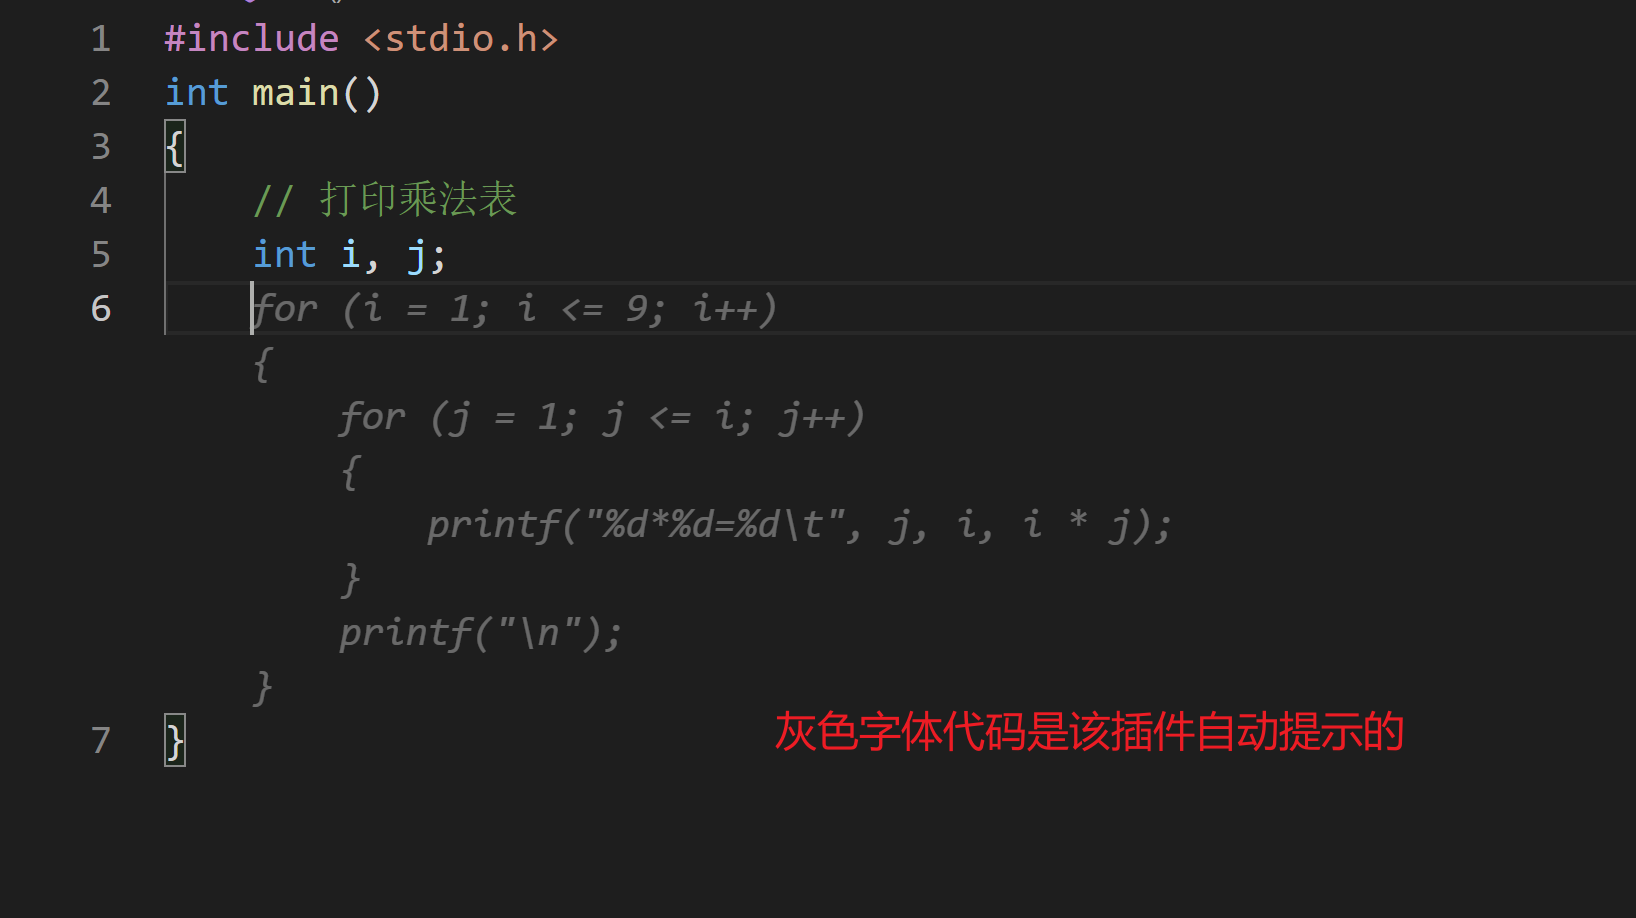 1 #include <stdio.h>
2 int main()
3 {
4     // 打印乘法表
5     int i, j;
6     for (i = 1; i <= 9; i++)
    {
        for (j = 1; j <= i; j++)
        {
            printf("%d*%d=%d\t", j, i, i * j);
        }
        printf("\n");
    }
灰色字体代码是该插件自动提示的
7 }